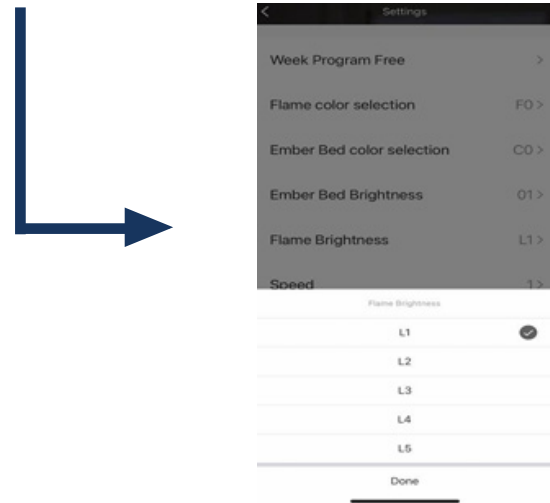 Settings
Week Program Free
Flame color selection F0
Ember Bed color selection C0
Ember Bed Brightness 01
Flame Brightness L1
Speed 1
Flame Brightness
L1
L2
L3
L4
L5
Done